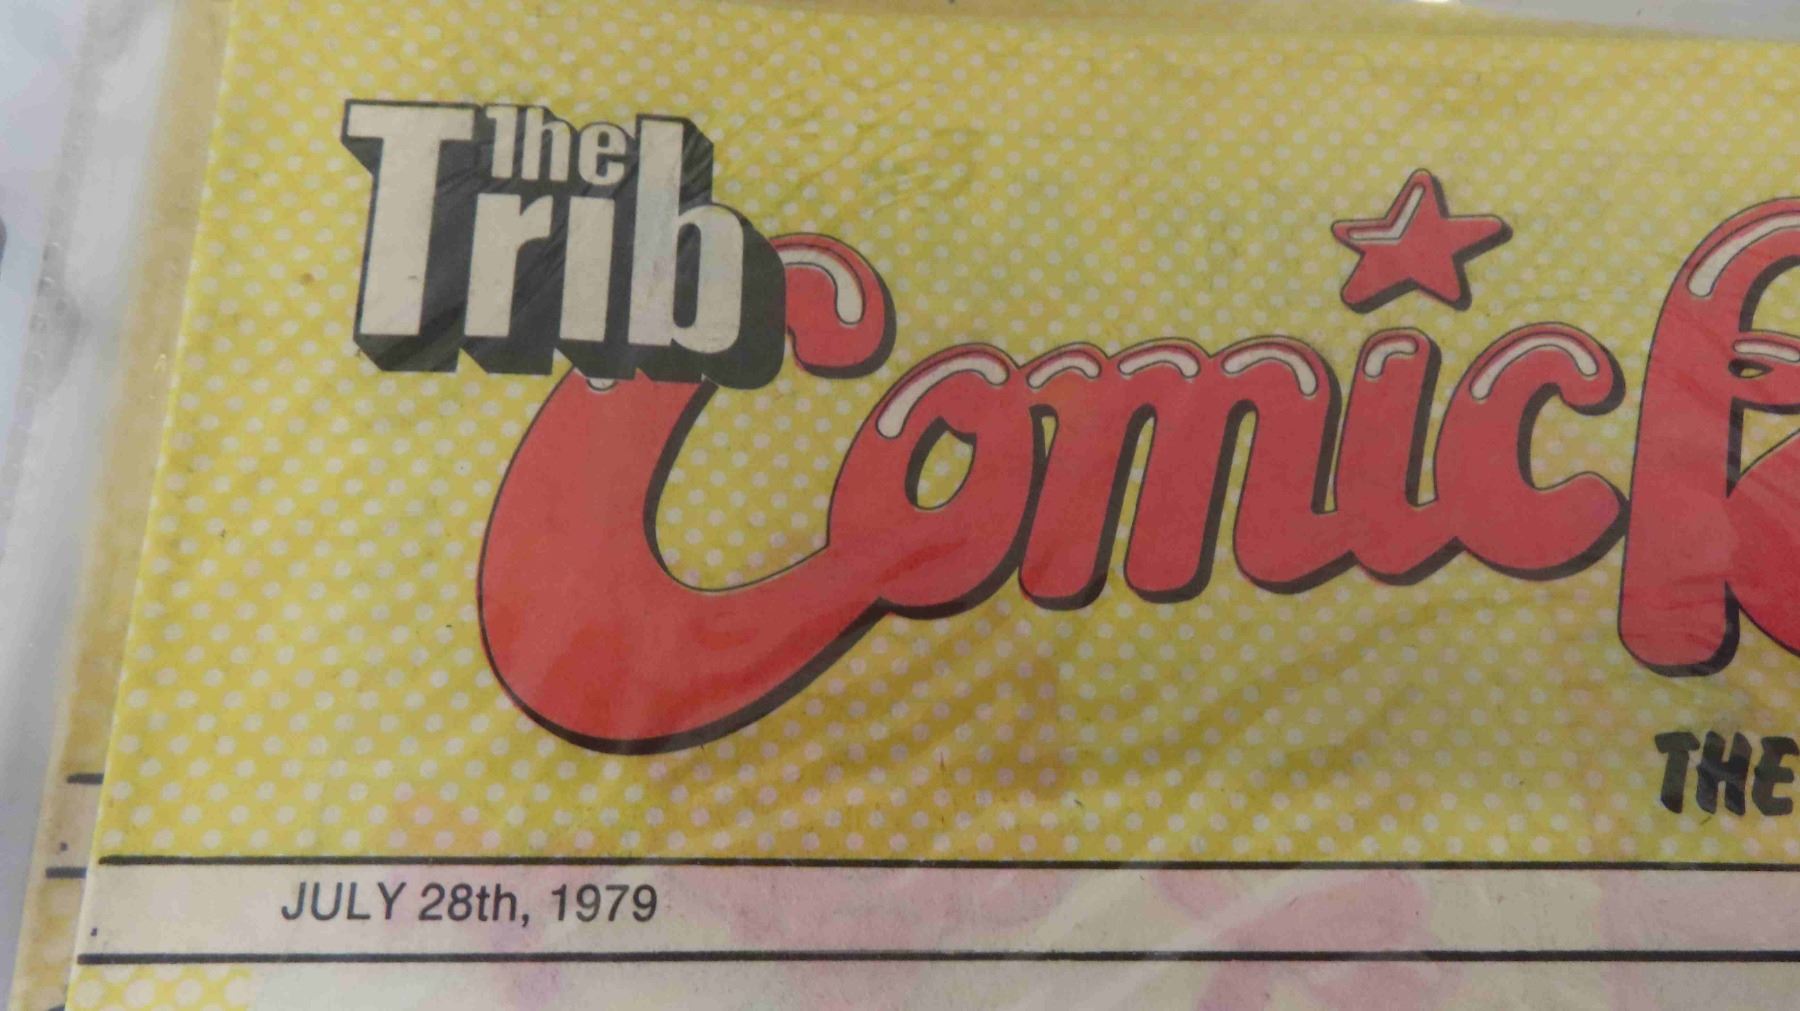 The
Trib
Comic
THE
JULY 28th, 1979